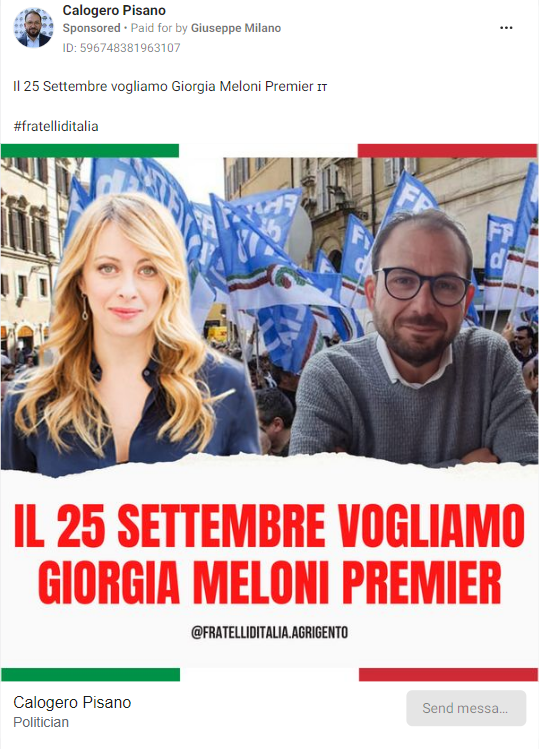 Calogero Pisano
Sponsored • Paid for by Giuseppe Milano
ID: 596748381963107
Il 25 Settembre vogliamo Giorgia Meloni Premier IT
#fratelliditalia
IL 25 SETTEMBRE VOGLIAMO
GIORGIA MELONI PREMIER
@FRATELLIDITALIA.AGRIGENTO
Calogero Pisano
Politician
Send messa...